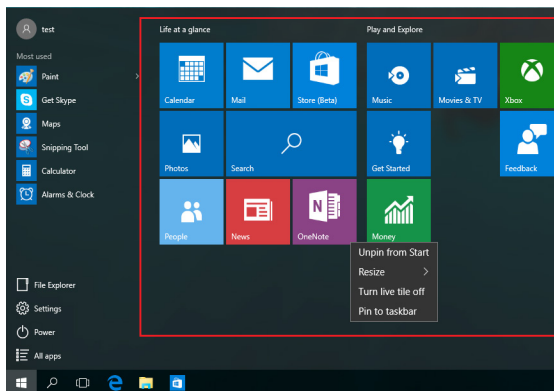 test
Most used
Paint
Get Skype
Maps
Snipping Tool
Calculator
Alarms & Clock
File Explorer
Settings
Power
All apps
Life at a glance
Calendar
Mail
Store (Beta)
Photos
Search
People
News
OneNote
Play and Explore
Music
Movies & TV
Xbox
Get Started
Feedback
Money
Unpin from Start
Resize
Turn live tile off
Pin to taskbar